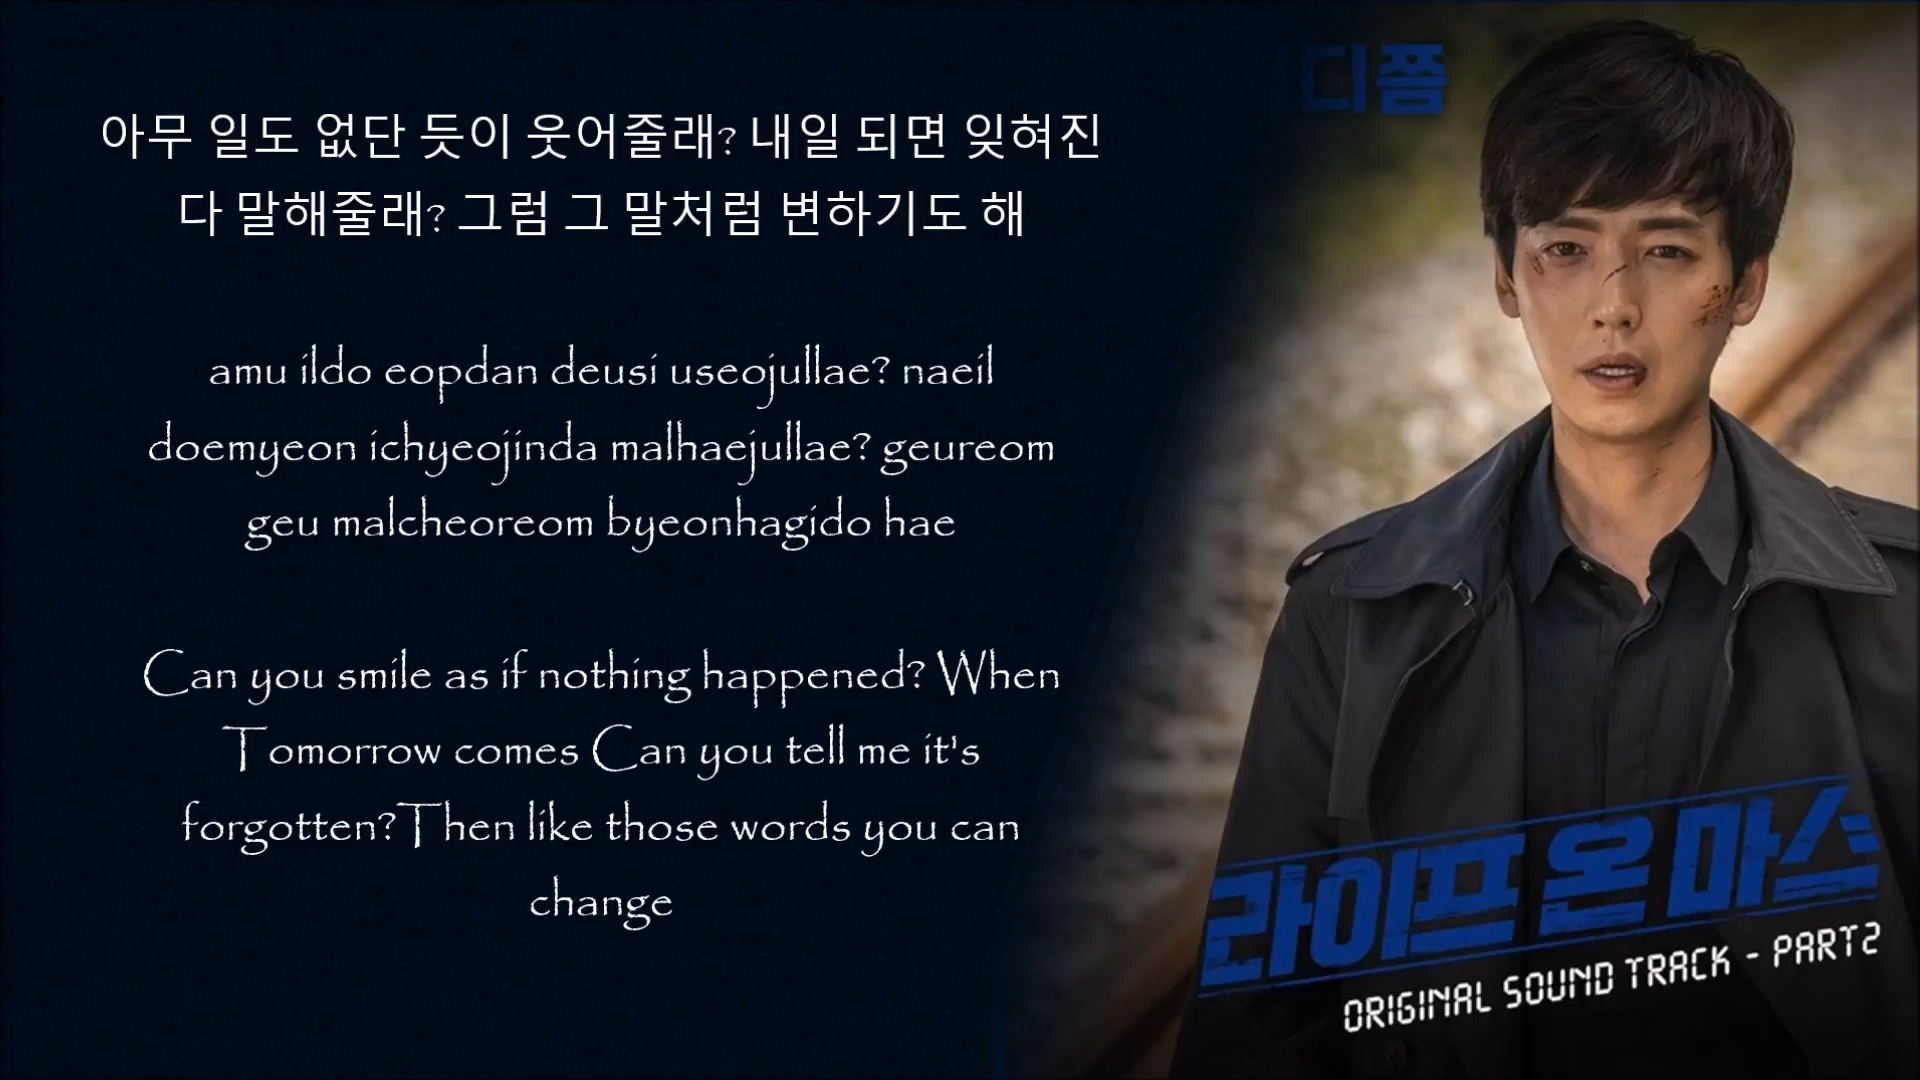 아무 일도 없단 듯이 웃어줄래? 내일 되면 잊혀진
다 말해줄래? 그럼 그 말처럼 변하기도 해
amu ildo eopdan deusi useojullae? naeil
doemyeon ichyeojinda malhaejullae? geureom
geu malcheoreom byeonhagido hae
Can you smile as if nothing happened? When
Tomorrow comes Can you tell me it's
forgotten?Then like those words you can
change
디쯤
라이프 온 마스
ORIGINAL SOUND TRACK - PART2